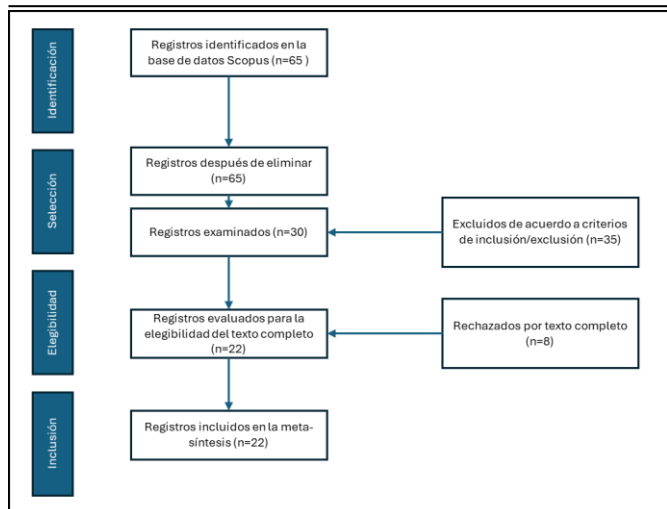 Identificación
Registros identificados en la
base de datos Scopus (n=65 )
Selección
Registros después de eliminar
(n=65)
Registros examinados (n=30)
Excluidos de acuerdo a criterios
de inclusión/exclusión (n=35)
Elegibilidad
Registros evaluados para la
elegibilidad del texto completo
(n=22)
Rechazados por texto completo
(n=8)
Inclusión
Registros incluidos en la meta-
síntesis (n=22)